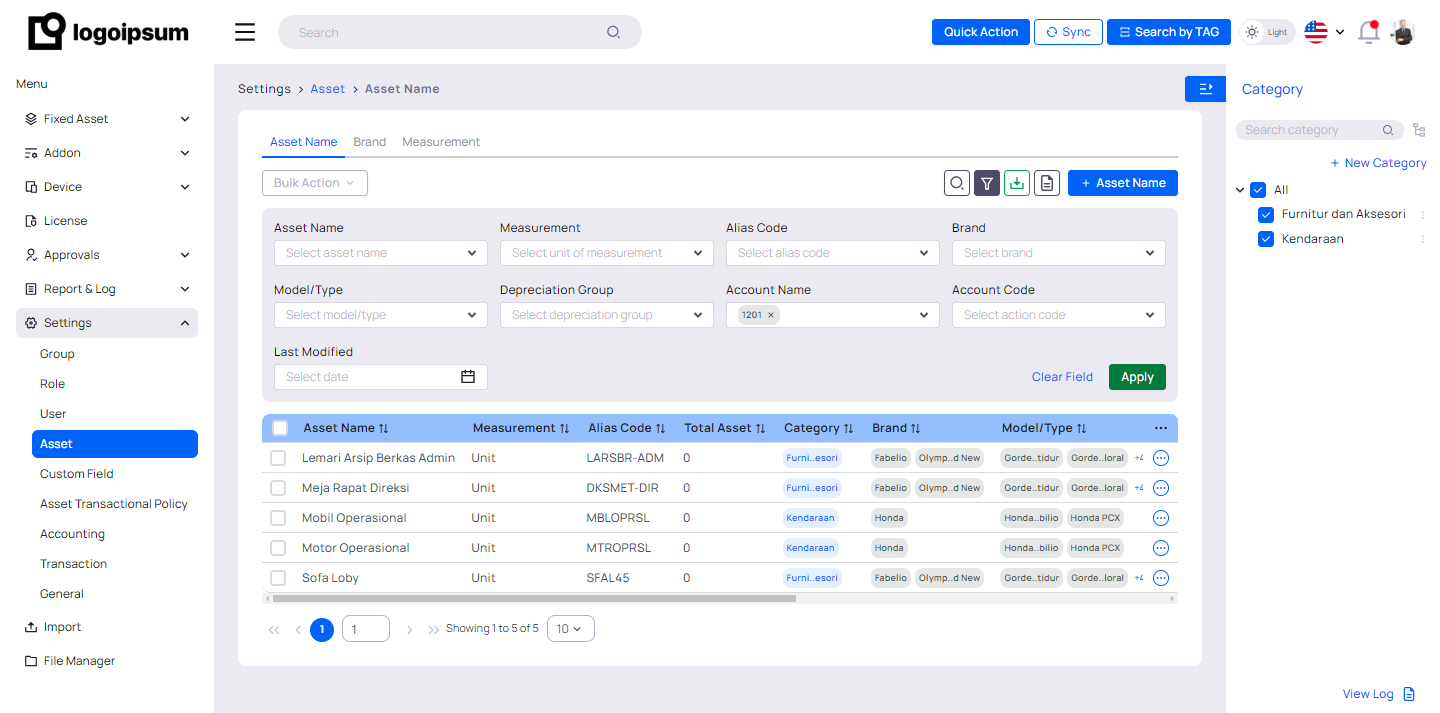 logoipsum
Search
Quick Action
Sync
Search by TAG
Light
Menu
Fixed Asset
Addon
Device
License
Approvals
Report & Log
Settings
Group
Role
User
Asset
Custom Field
Asset Transactional Policy
Accounting
Transaction
General
Import
File Manager
Settings > Asset > Asset Name
Asset Name Brand Measurement
Bulk Action
+ Asset Name
Asset Name Measurement Alias Code Brand
Select asset name Select unit of measurement Select alias code Select brand
Model/Type Depreciation Group Account Name Account Code
Select model/type Select depreciation group 1201 × Select action code
Last Modified
Select date
Clear Field Apply
Asset Name Measurement Alias Code Total Asset Category Brand Model/Type ...
Lemari Arsip Berkas Admin Unit LARSBR-ADM 0 Furni..esori Fabelio Olymp..d New Gorde..tidur Gorde..loral +4
Meja Rapat Direksi Unit DKSMET-DIR 0 Furni..esori Fabelio Olymp..d New Gorde..tidur Gorde..loral +4
Mobil Operasional Unit MBLOPRSL 0 Kendaraan Honda Honda..bilio Honda PCX
Motor Operasional Unit MTROPRSL 0 Kendaraan Honda Honda..bilio Honda PCX
Sofa Loby Unit SFAL45 0 Furni..esori Fabelio Olymp..d New Gorde..tidur Gorde..loral +4
1 1 Showing 1 to 5 of 5 10
Category
Search category
+ New Category
All
Furnitur dan Aksesori
Kendaraan
View Log